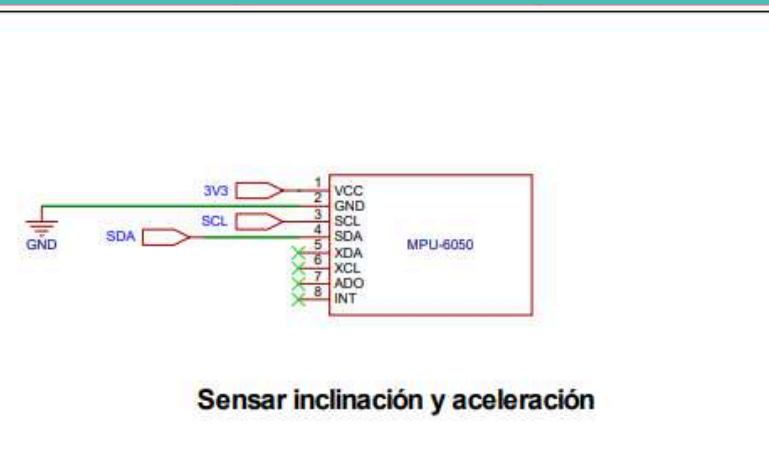 3V3
1 VCC
2 GND
SCL
3 SCL
GND
SDA
4 SDA
MPU-6050
5 XDA
6 XCL
7 ADO
8 INT
Sensar inclinación y aceleración